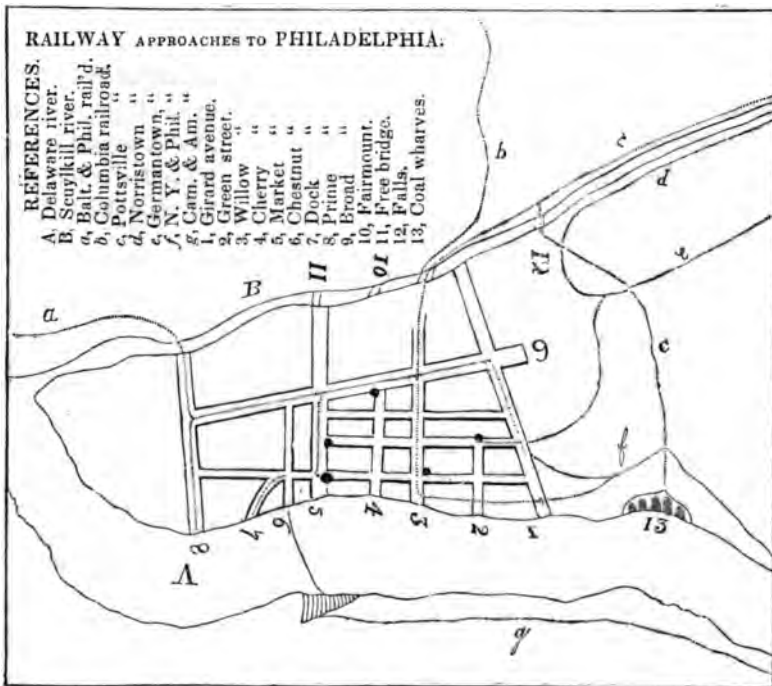 RAILWAY APPROACHES TO PHILADELPHIA.
REFERENCES.
A, Delaware river.
B, Scuylkill river.
a, Balt. & Phil. rail'd.
b, Columbia railroad.
c, Pottsville "
d, Norristown "
e, Germantown, "
f, N. Y. & Phil. "
g, Cam. & Am. "
1, Girard avenue.
2, Green street.
3, Willow "
4, Cherry "
5, Market "
6, Chestnut "
7, Dock "
8, Prime "
9, Broad "
10, Fairmount.
11, Free bridge.
12, Falls.
13, Coal wharves.
b
c
d
11
10
B
12
e
a
9
c
f
8
7
6
5
4
3
2
1
13
A
g